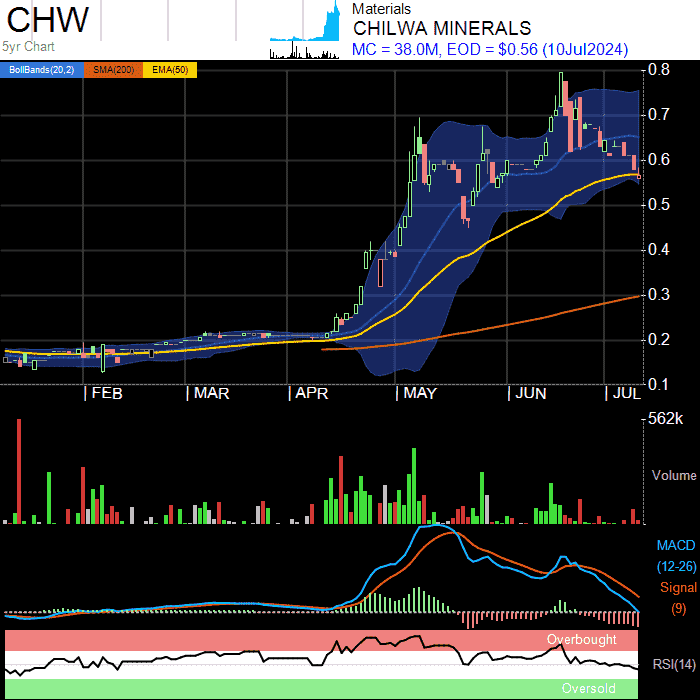 CHW
5yr Chart
Materials
CHILWA MINERALS
MC = 38.0M, EOD = $0.56 (10Jul2024)
BollBands(20,2) SMA(200) EMA(50)
0.8
0.7
0.6
0.5
0.4
0.3
0.2
0.1
FEB MAR APR MAY JUN JUL
562k
Volume
MACD
(12-26)
Signal
(9)
Overbought
RSI(14)
Oversold